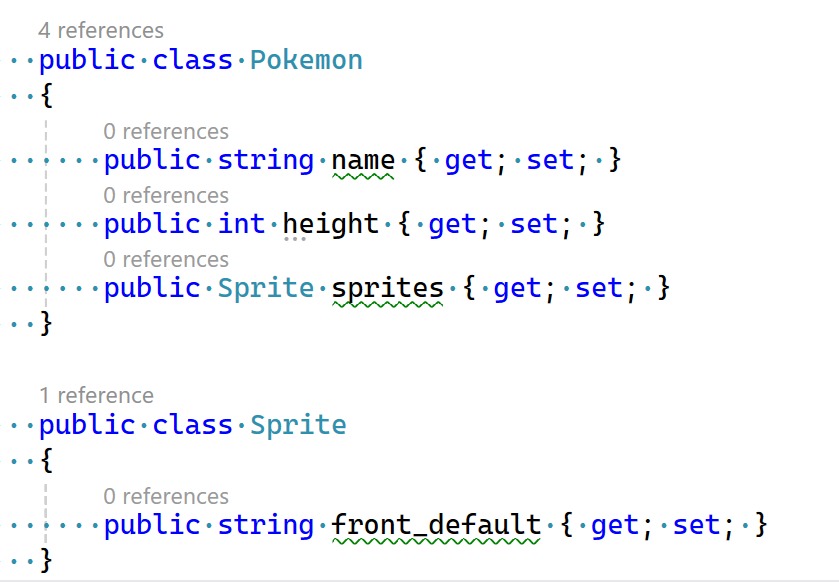 4 references
public class Pokemon
{
0 references
public string name { get; set; }
0 references
public int height { get; set; }
0 references
public Sprite sprites { get; set; }
}
1 reference
public class Sprite
{
0 references
public string front_default { get; set; }
}